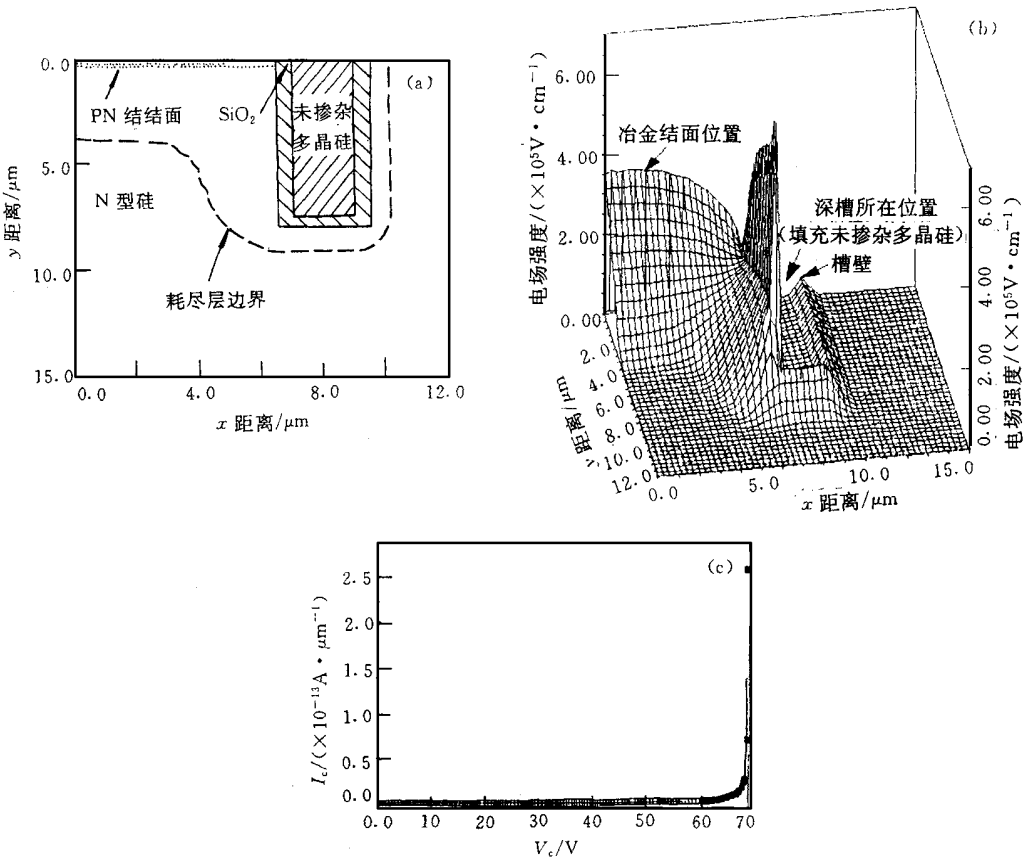 (a)
0.0
5.0
10.0
15.0
y 距离/μm
PN 结结面
SiO₂
未掺杂
多晶硅
N 型硅
耗尽层边界
0.0
4.0
8.0
12.0
x 距离/μm
(b)
6.00
4.00
2.00
0.00
电场强度/(×10⁵V·cm⁻¹)
冶金结面位置
深槽所在位置
(填充未掺杂多晶硅)
槽壁
2.0
4.0
6.0
8.0
10.0
12.0
y 距离/μm
0.0
5.0
10.0
15.0
x 距离/μm
6.00
4.00
2.00
0.00
电场强度/(×10⁵V·cm⁻¹)
(c)
2.5
2.0
1.5
1.0
0.5
0.0
I_c/(×10⁻¹³A·μm⁻¹)
0.0
10
20
30
40
50
60
70
V_c/V